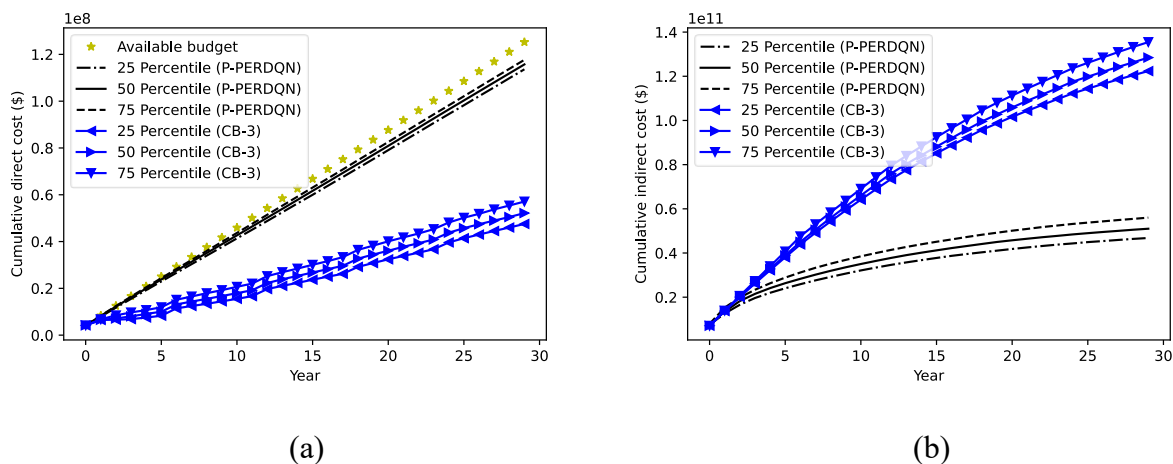 1e8
Cumulative direct cost ($)
1.2
1.0
0.8
0.6
0.4
0.2
0.0
Available budget
25 Percentile (P-PERDQN)
50 Percentile (P-PERDQN)
75 Percentile (P-PERDQN)
25 Percentile (CB-3)
50 Percentile (CB-3)
75 Percentile (CB-3)
0 5 10 15 20 25 30
Year
(a)
1e11
Cumulative indirect cost ($)
1.4
1.2
1.0
0.8
0.6
0.4
0.2
25 Percentile (P-PERDQN)
50 Percentile (P-PERDQN)
75 Percentile (P-PERDQN)
25 Percentile (CB-3)
50 Percentile (CB-3)
75 Percentile (CB-3)
0 5 10 15 20 25 30
Year
(b)